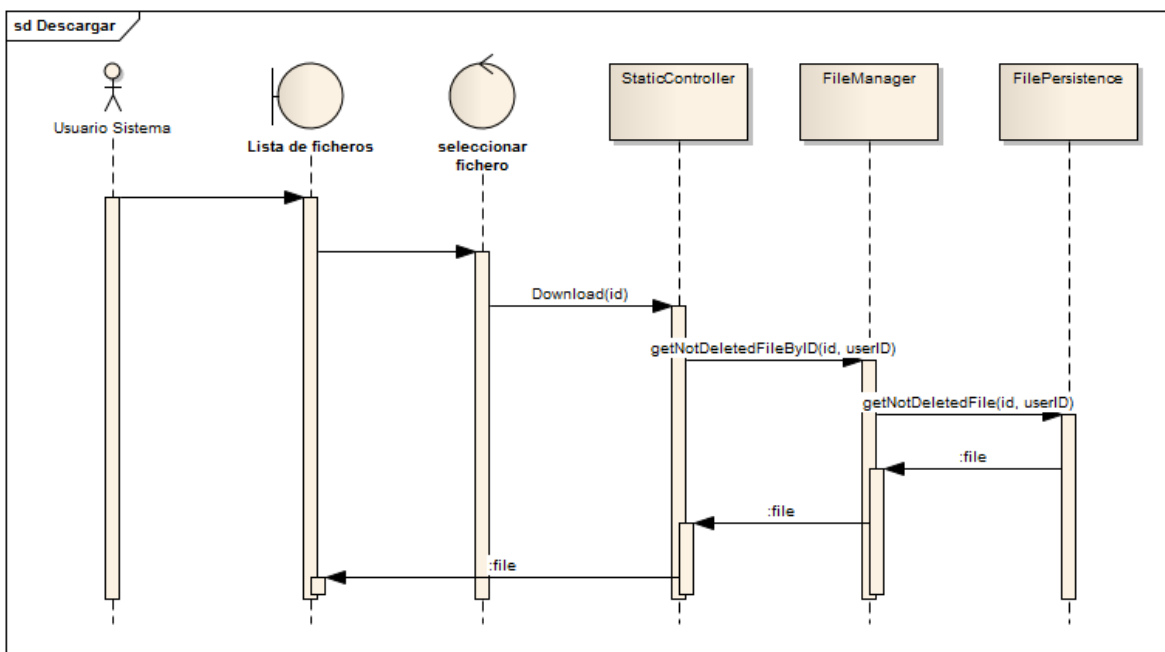 sd Descargar
Usuario Sistema
Lista de ficheros
seleccionar
fichero
StaticController
FileManager
FilePersistence
Download(id)
getNotDeletedFileByID(id, userID)
getNotDeletedFile(id, userID)
:file
:file
:file